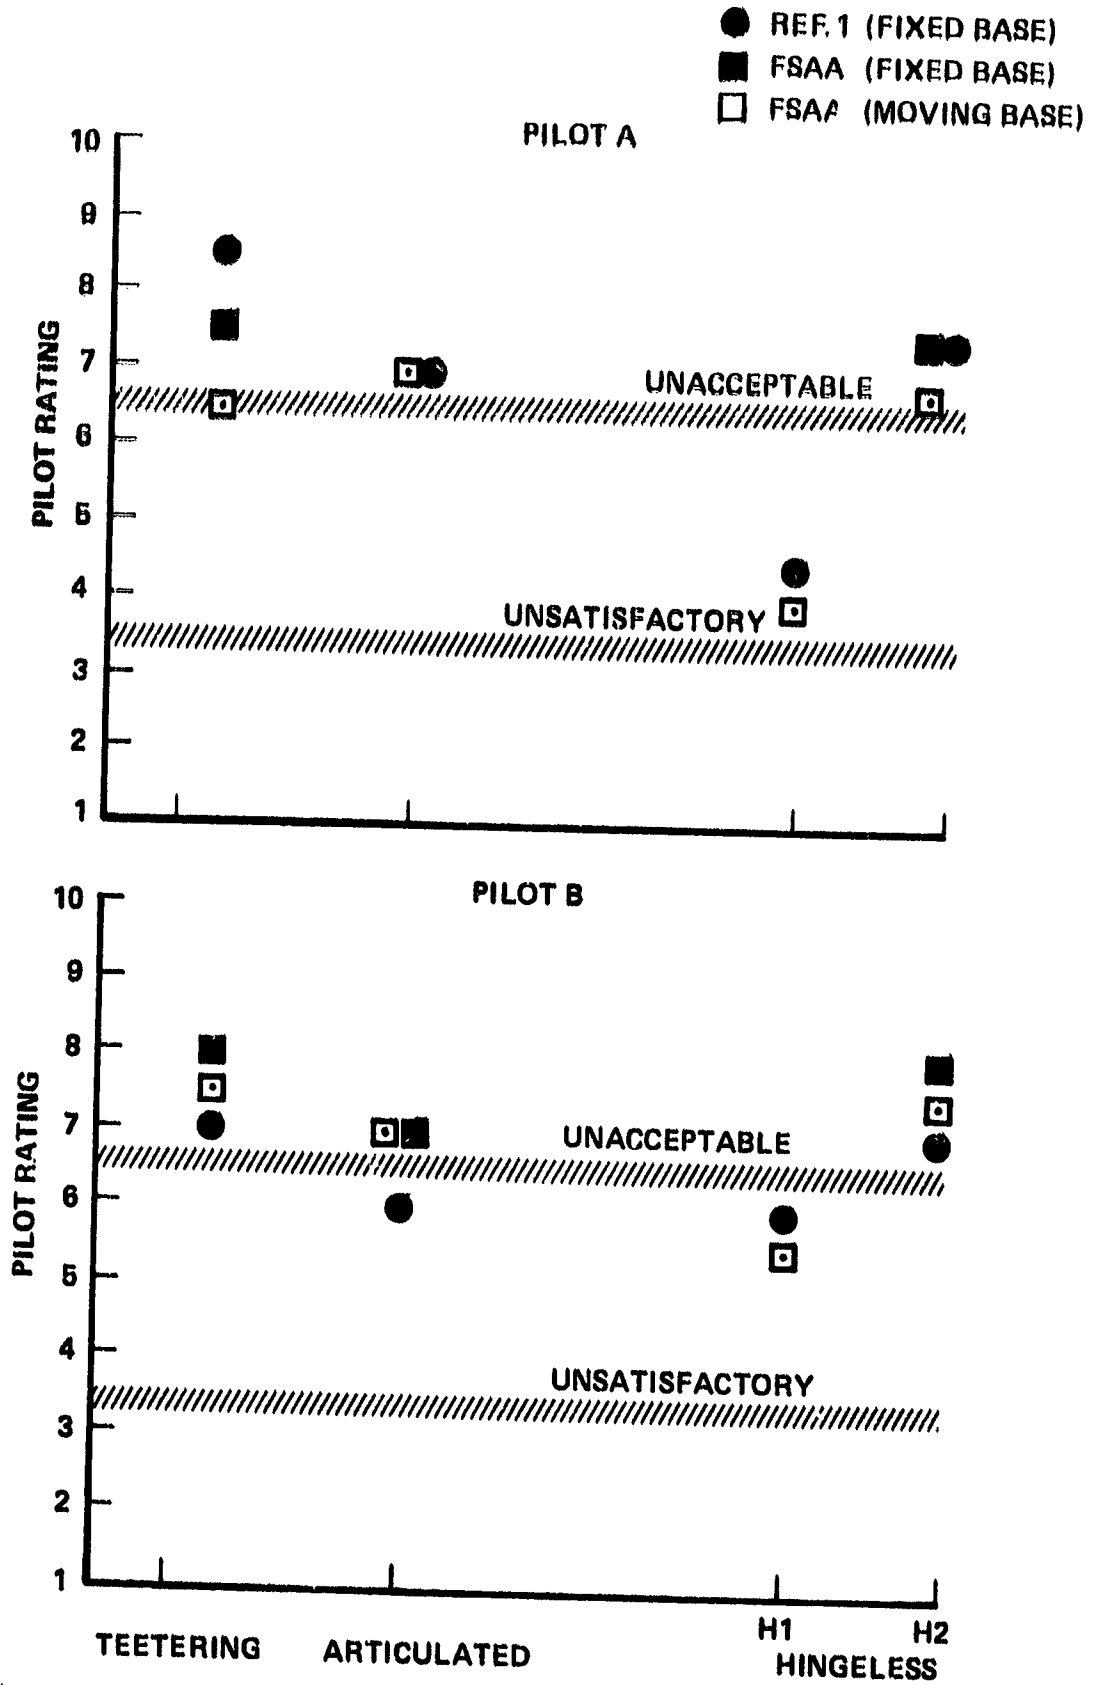 REF. 1 (FIXED BASE)
FSAA (FIXED BASE)
FSAA (MOVING BASE)
PILOT A
10
9
8
7
6
5
4
3
2
1
PILOT RATING
UNACCEPTABLE
UNSATISFACTORY
PILOT B
10
9
8
7
6
5
4
3
2
1
PILOT RATING
UNACCEPTABLE
UNSATISFACTORY
TEETERING
ARTICULATED
H1
H2
HINGELESS